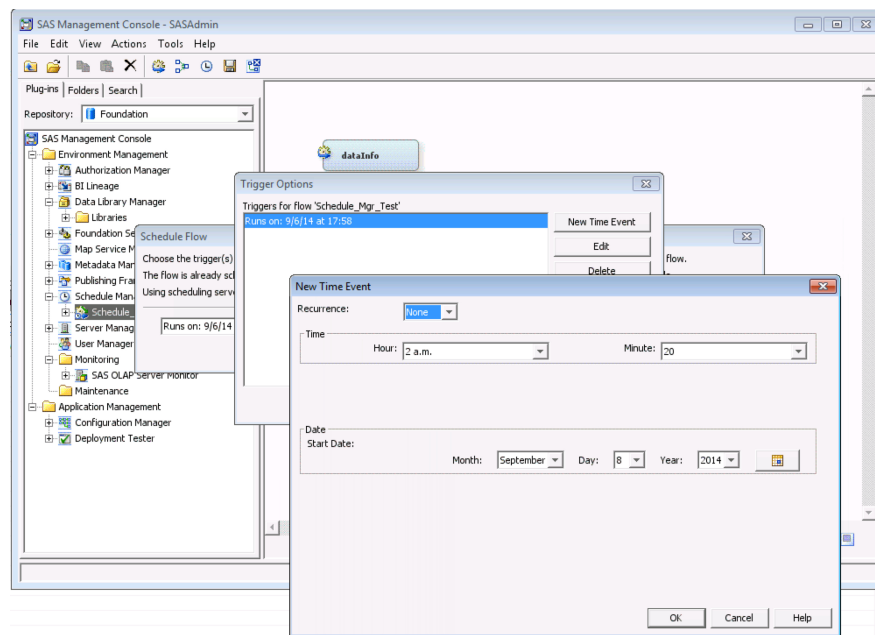 SAS Management Console - SASAdmin
File Edit View Actions Tools Help
Plug-ins Folders Search
Repository: Foundation
SAS Management Console
Environment Management
Authorization Manager
BI Lineage
Data Library Manager
Libraries
Foundation Se
Map Service M
Metadata Mar
Publishing Frar
Schedule Man
Schedule_
Server Manag
User Manager
Monitoring
SAS OLAP Server Monitor
Maintenance
Application Management
Configuration Manager
Deployment Tester
dataInfo
Schedule Flow
Choose the trigger(s)
flow.
The flow is already sch
Using scheduling serve
Runs on: 9/6/14
Trigger Options
Triggers for flow 'Schedule_Mgr_Test'
Runs on: 9/6/14 at 17:58
New Time Event
Edit
Delete
New Time Event
Recurrence: None
Time
Hour: 2 a.m. Minute: 20
Date
Start Date:
Month: September Day: 8 Year: 2014
OK Cancel Help